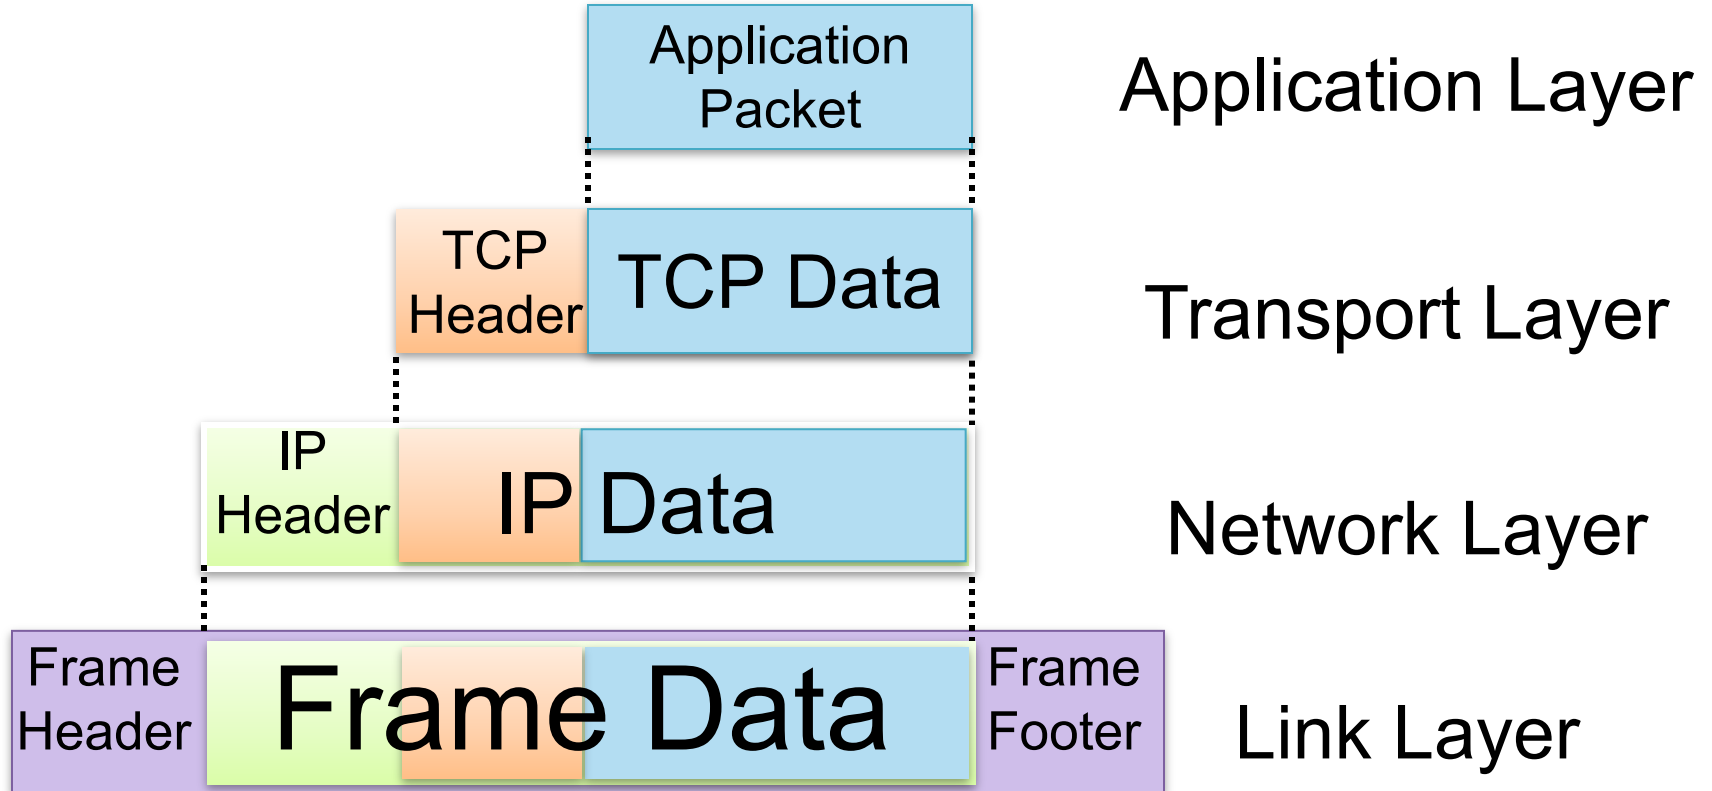 Application
Packet
Application Layer
TCP
Header
TCP Data
Transport Layer
IP
Header
IP Data
Network Layer
Frame
Header
Frame Data
Frame
Footer
Link Layer